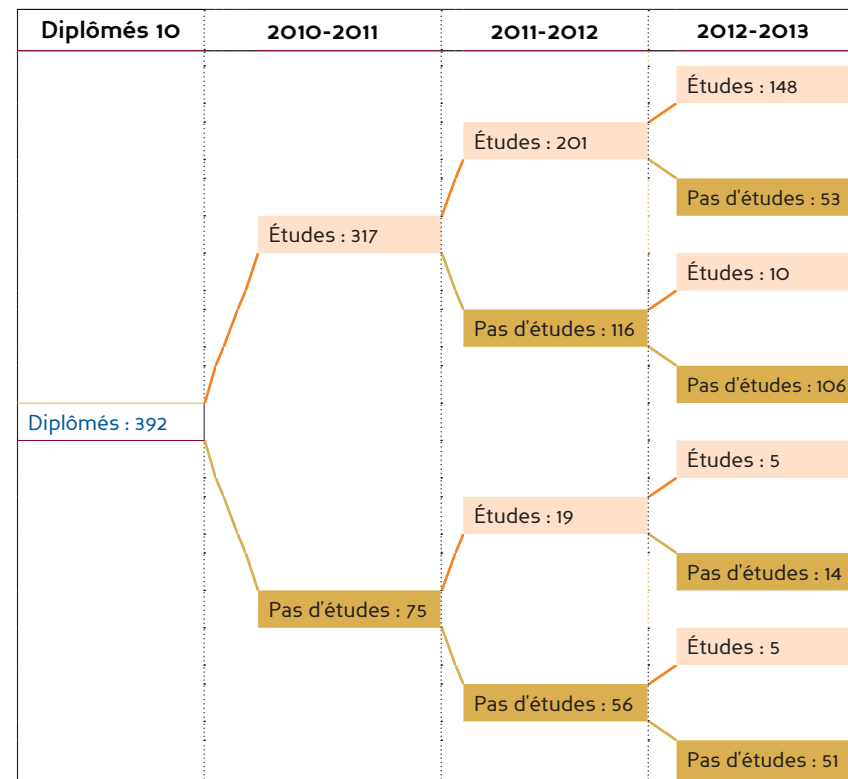 Diplômés 10 2010-2011 2011-2012 2012-2013
Études : 148
Études : 201
Pas d'études : 53
Études : 317
Études : 10
Pas d'études : 116
Pas d'études : 106
Diplômés : 392
Études : 5
Études : 19
Pas d'études : 14
Pas d'études : 75
Études : 5
Pas d'études : 56
Pas d'études : 51